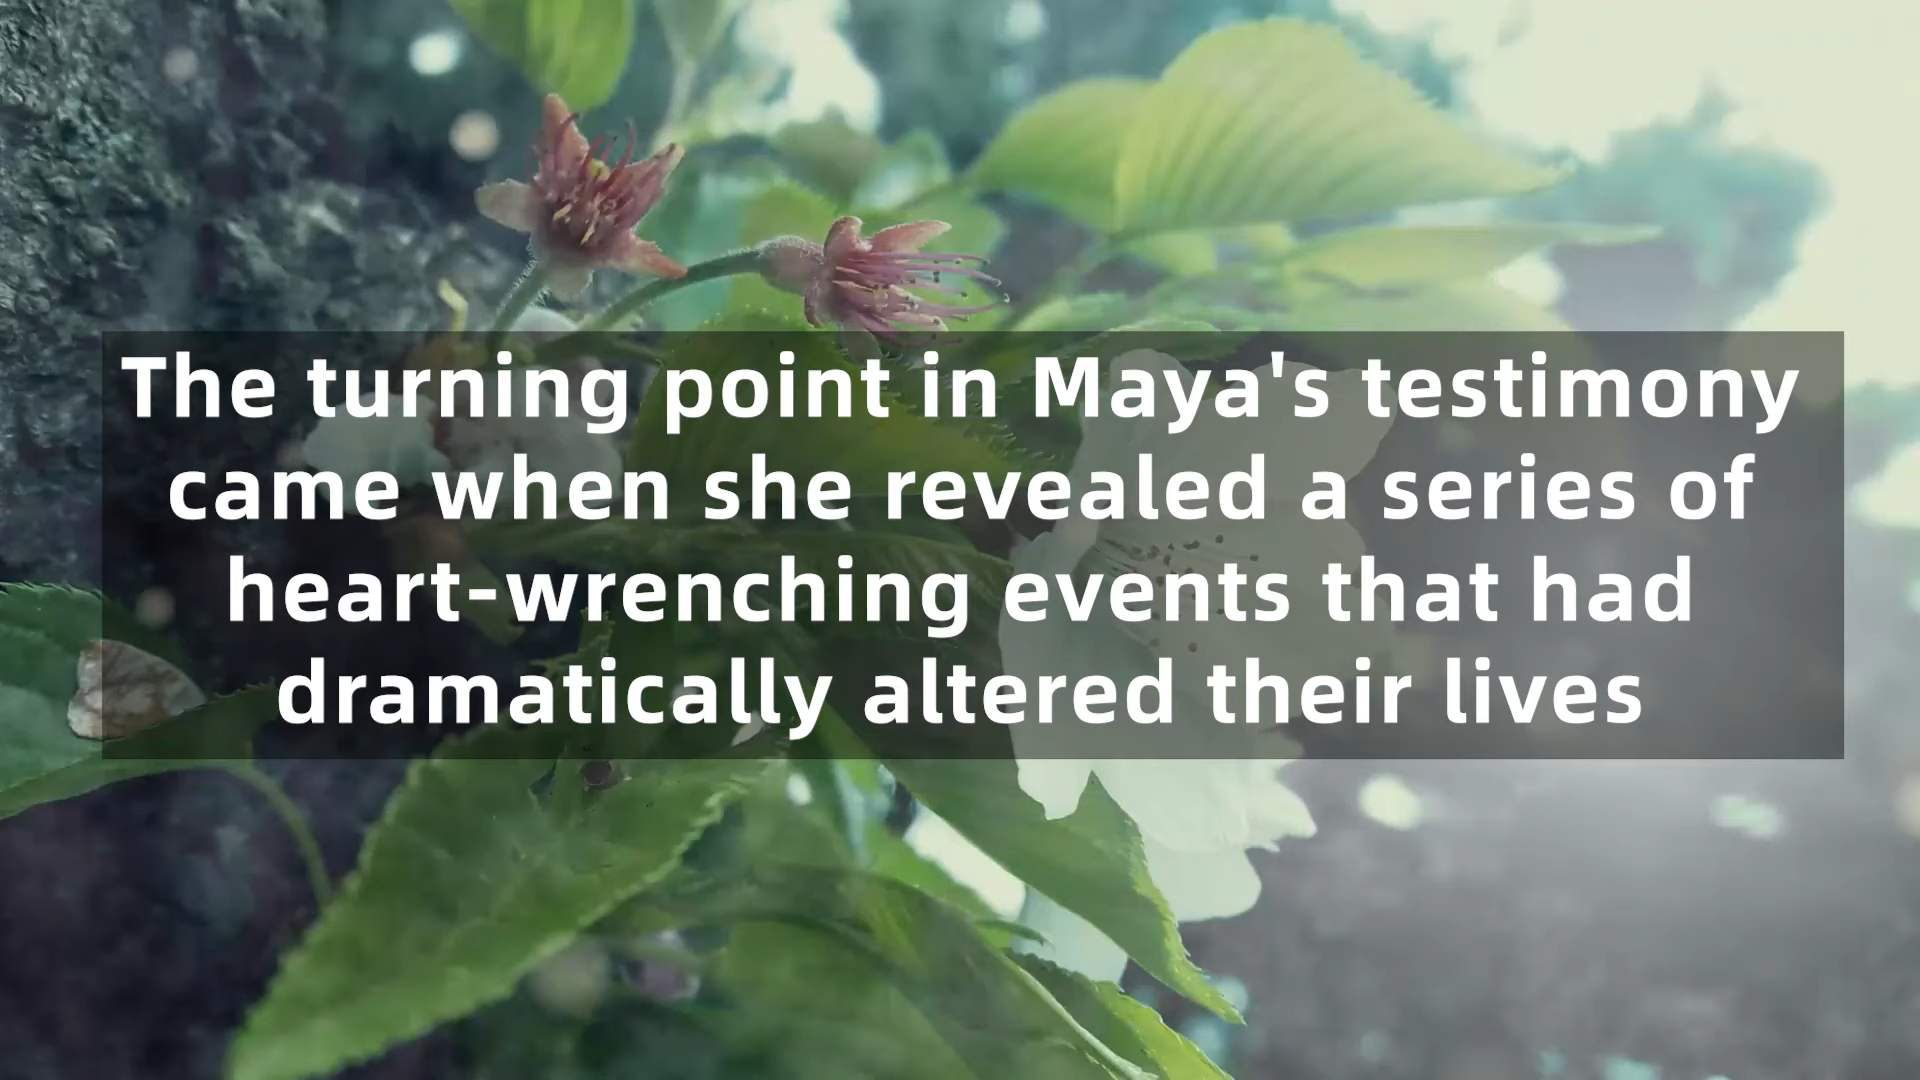 The turning point in Maya's testimony
came when she revealed a series of
heart-wrenching events that had
dramatically altered their lives